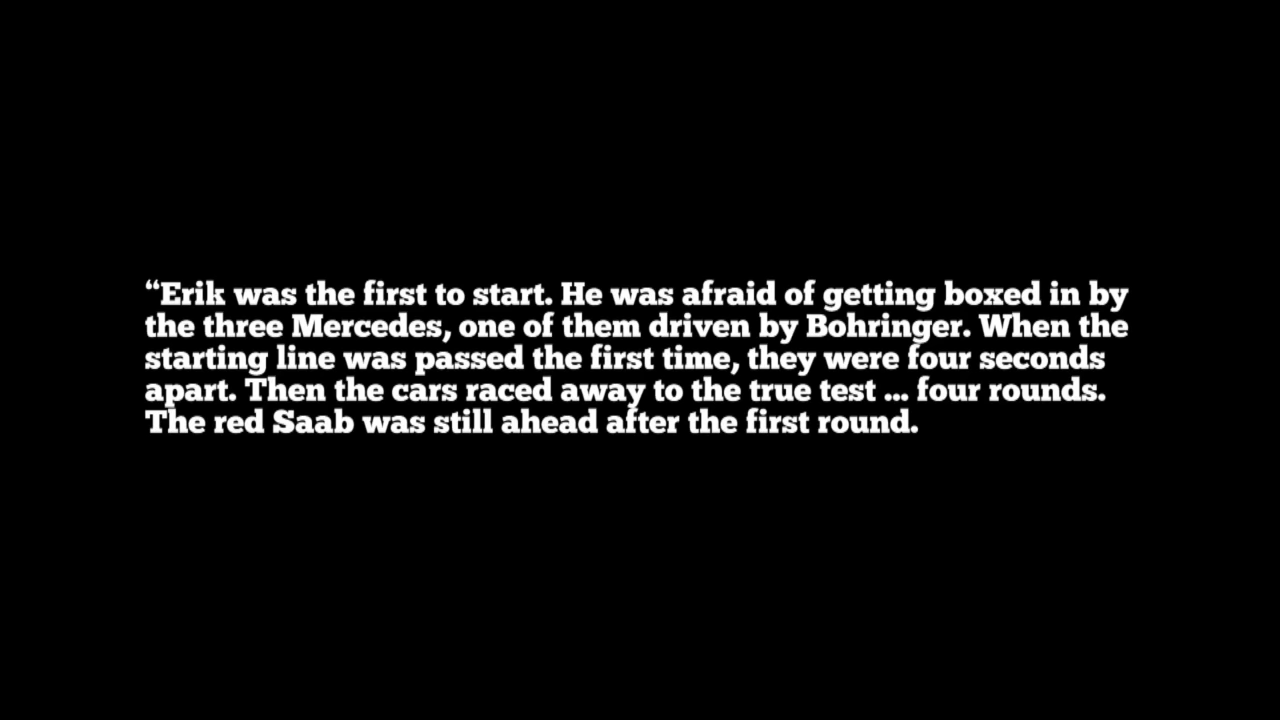 “Erik was the first to start. He was afraid of getting boxed in by
the three Mercedes, one of them driven by Bohringer. When the
starting line was passed the first time, they were four seconds
apart. Then the cars raced away to the true test ... four rounds.
The red Saab was still ahead after the first round.